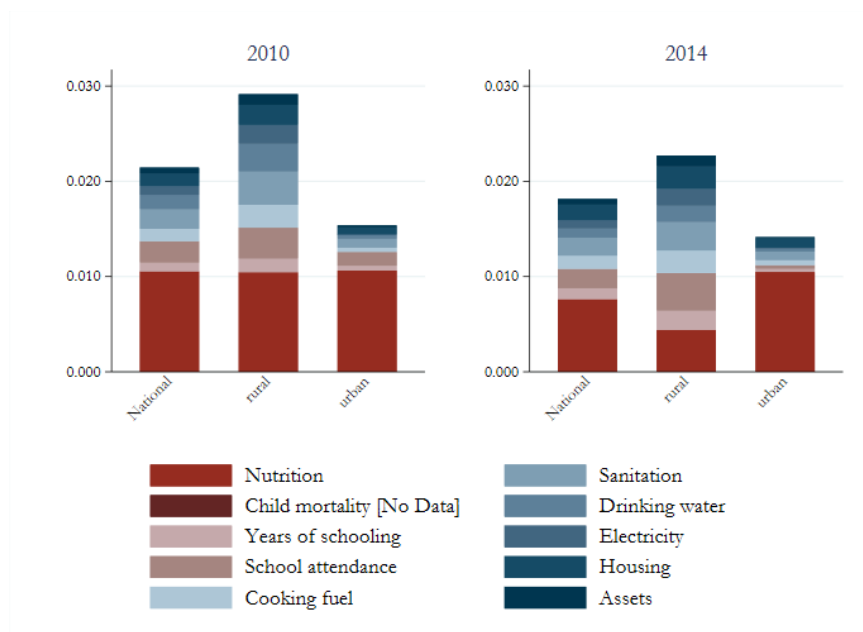 2010
2014
0.030
0.020
0.010
0.000
National
rural
urban
0.030
0.020
0.010
0.000
National
rural
urban
Nutrition
Child mortality [No Data]
Years of schooling
School attendance
Cooking fuel
Sanitation
Drinking water
Electricity
Housing
Assets